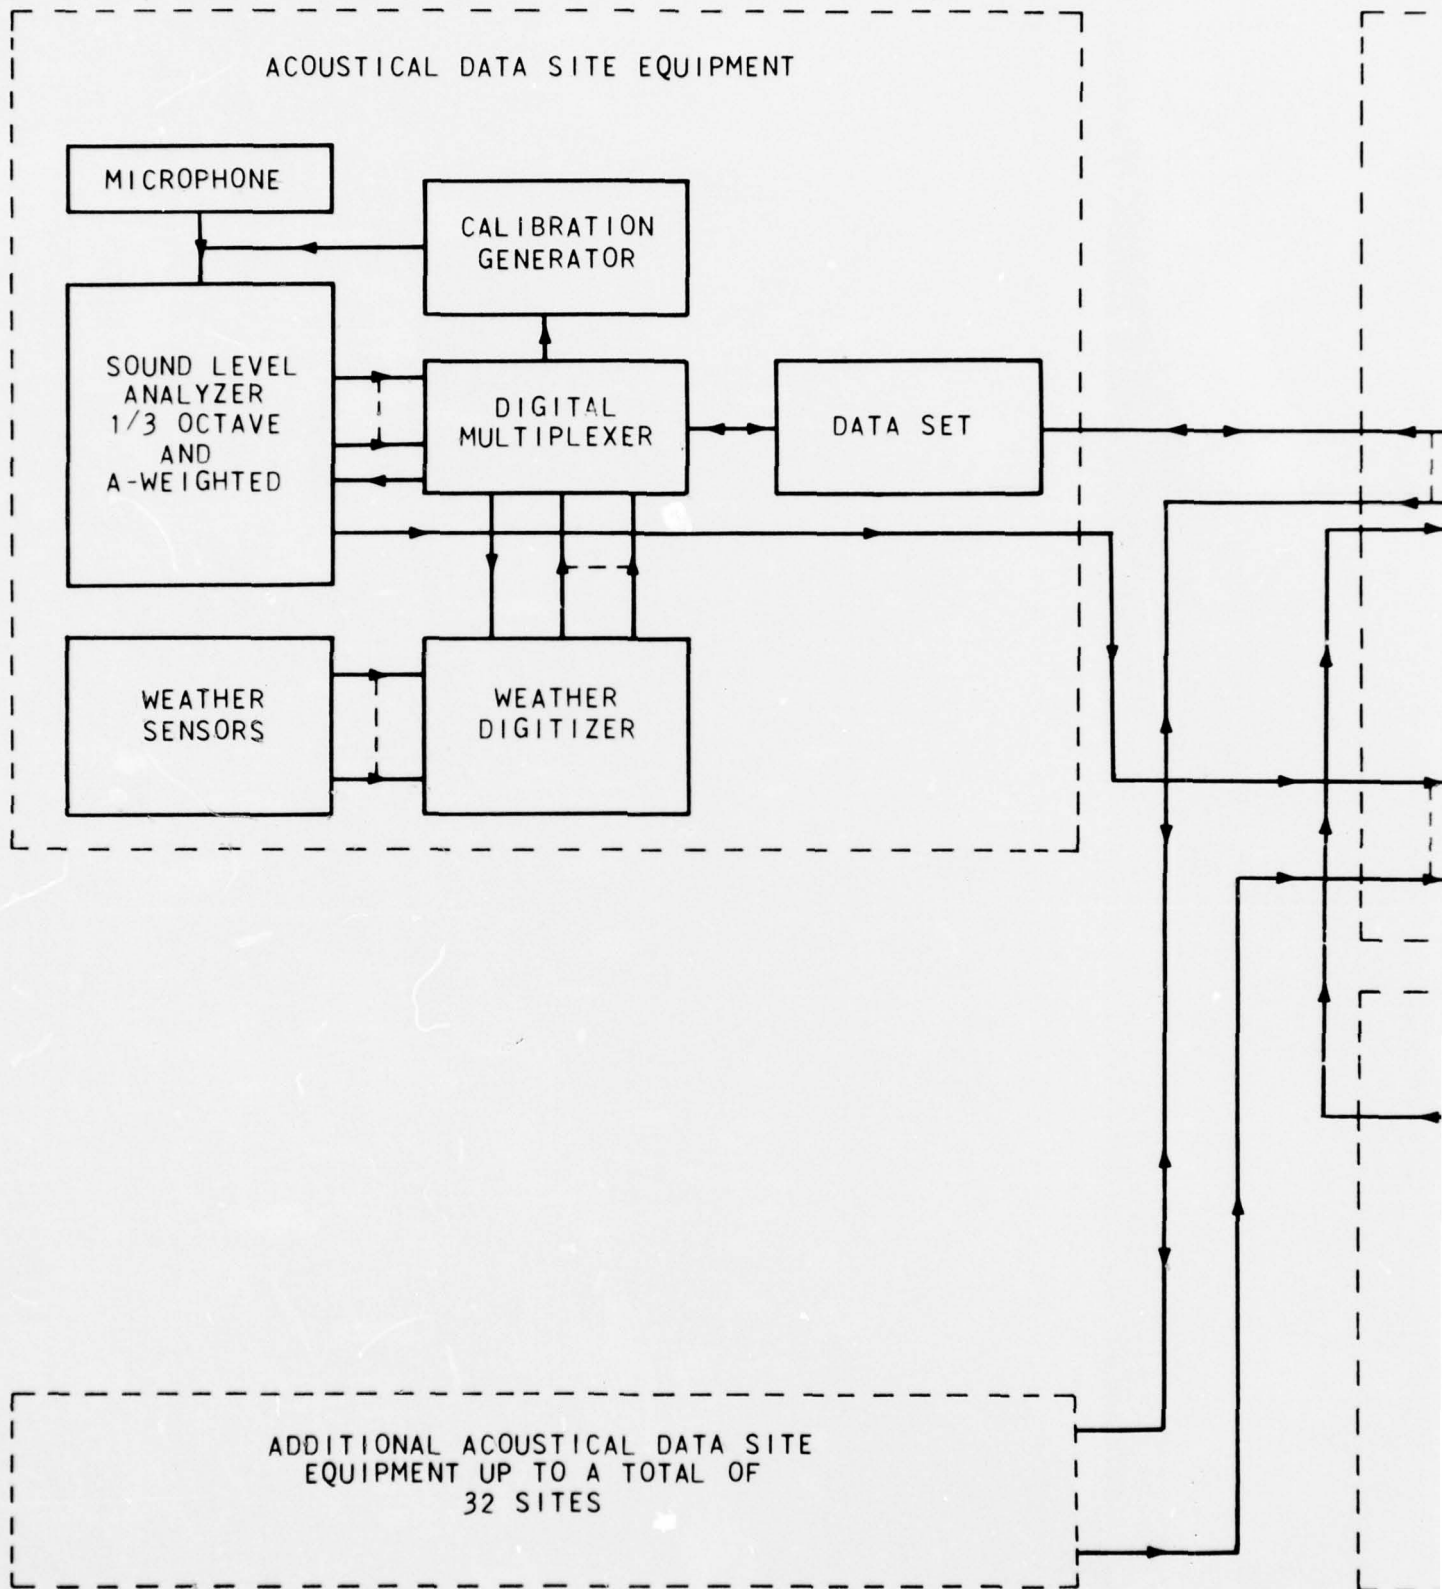 ACOUSTICAL DATA SITE EQUIPMENT
MICROPHONE
CALIBRATION
GENERATOR
SOUND LEVEL
ANALYZER
1/3 OCTAVE
AND
A-WEIGHTED
DIGITAL
MULTIPLEXER
DATA SET
WEATHER
SENSORS
WEATHER
DIGITIZER
ADDITIONAL ACOUSTICAL DATA SITE
EQUIPMENT UP TO A TOTAL OF
32 SITES